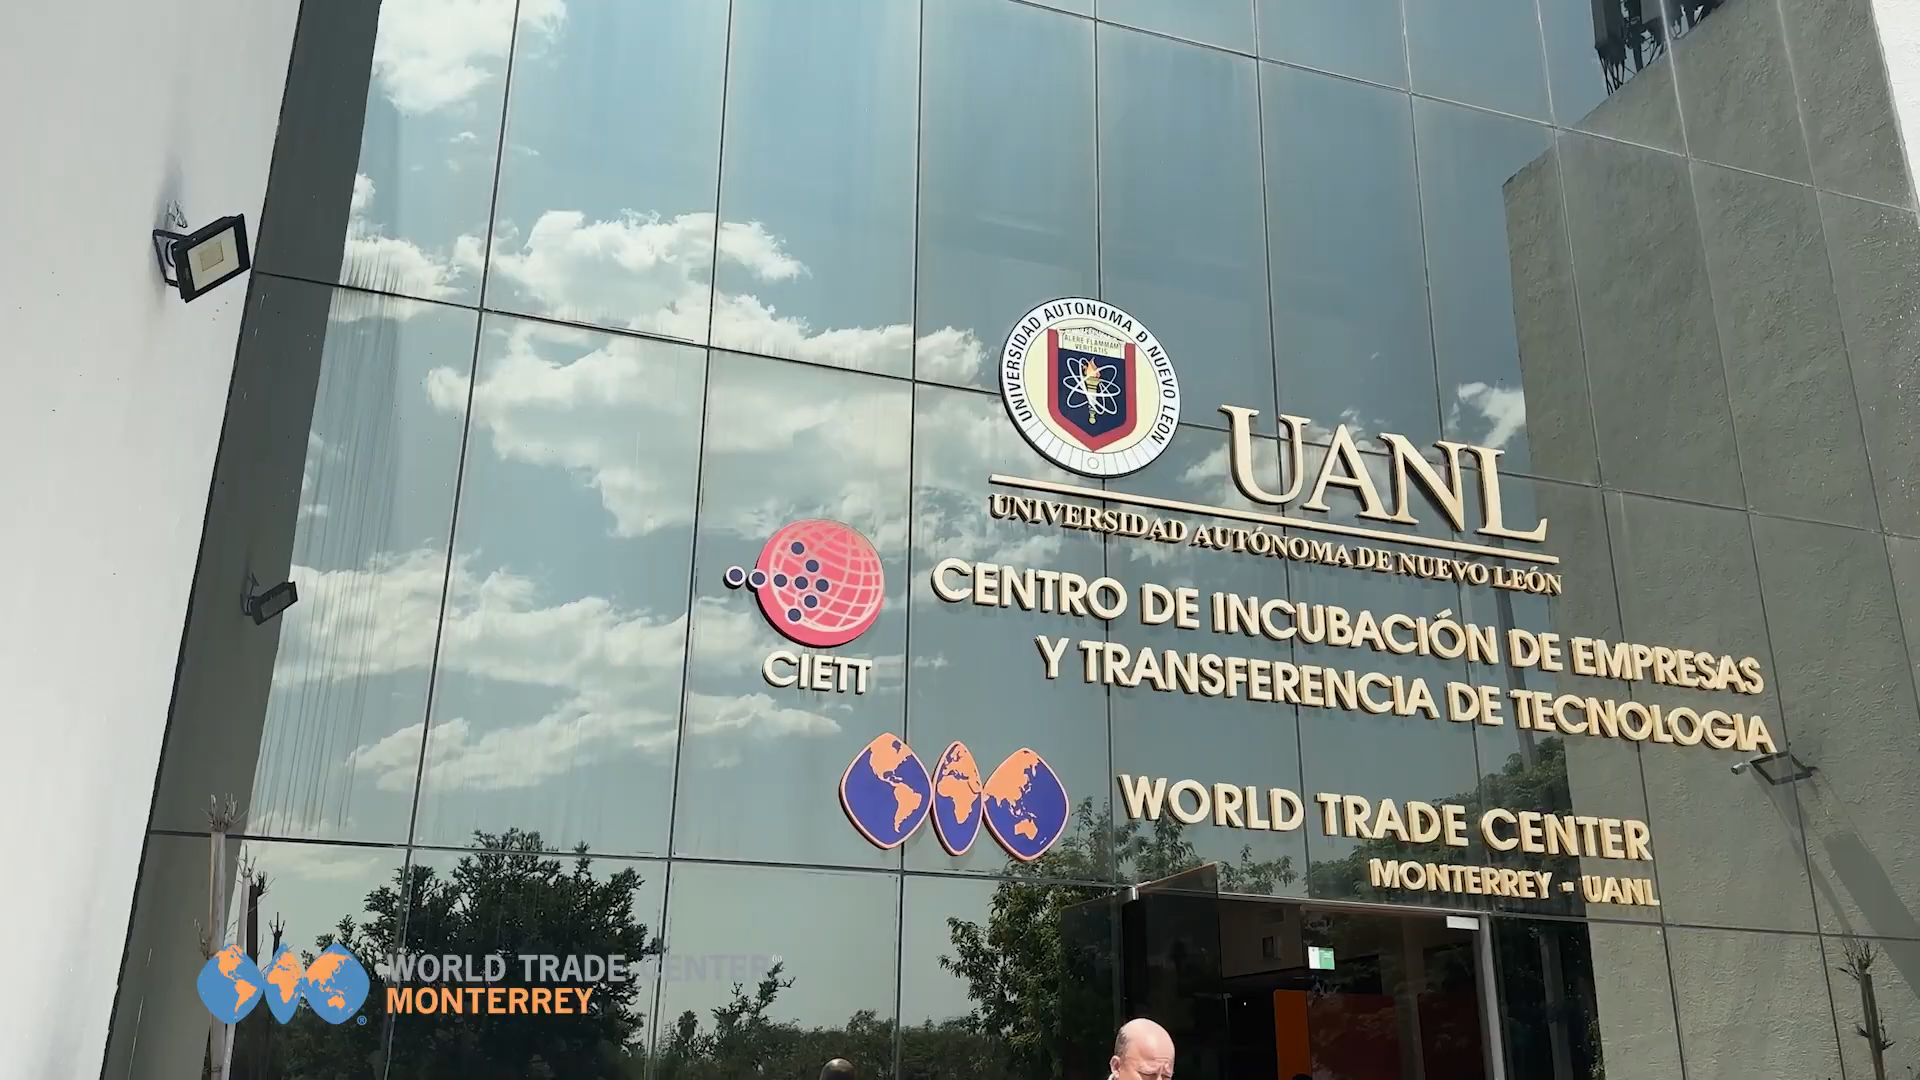 UNIVERSIDAD AUTONOMA Đ NUEVO LEON
ALERE FLAMMAM
VERITATIS
UANL
UNIVERSIDAD AUTÓNOMA DE NUEVO LEÓN
CIETT
CENTRO DE INCUBACIÓN DE EMPRESAS
Y TRANSFERENCIA DE TECNOLOGIA
WORLD TRADE CENTER
MONTERREY - UANL
WORLD TRADE CENTER®
MONTERREY
®